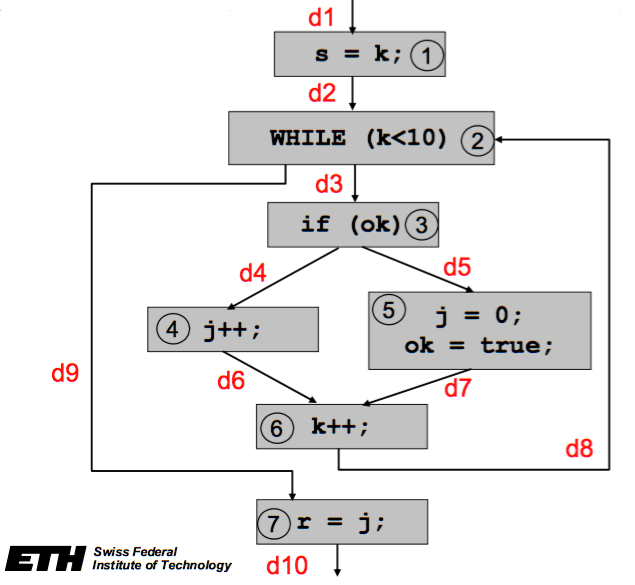 d1
s = k; 1
d2
WHILE (k<10) 2
d3
if (ok) 3
d4
d5
4 j++;
5 j = 0;
ok = true;
d9
d6
d7
6 k++;
d8
7 r = j;
d10
ETH Swiss Federal
Institute of Technology